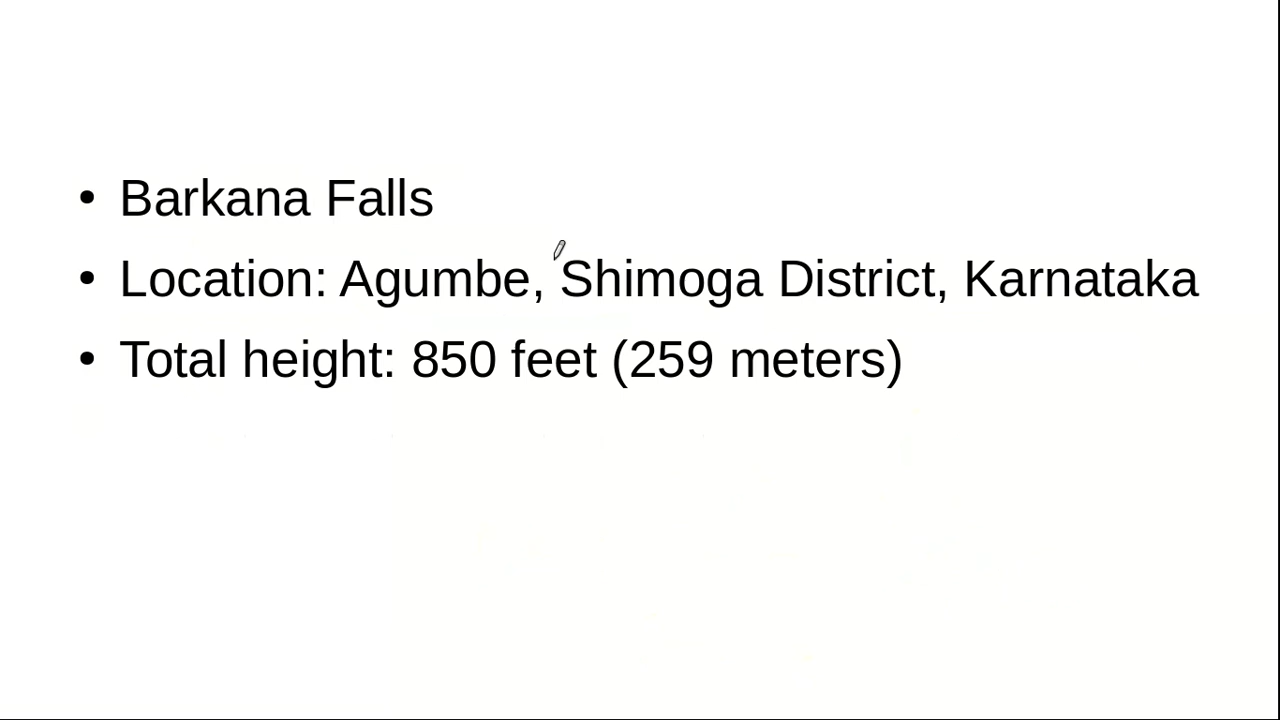 • Barkana Falls
• Location: Agumbe, Shimoga District, Karnataka
• Total height: 850 feet (259 meters)